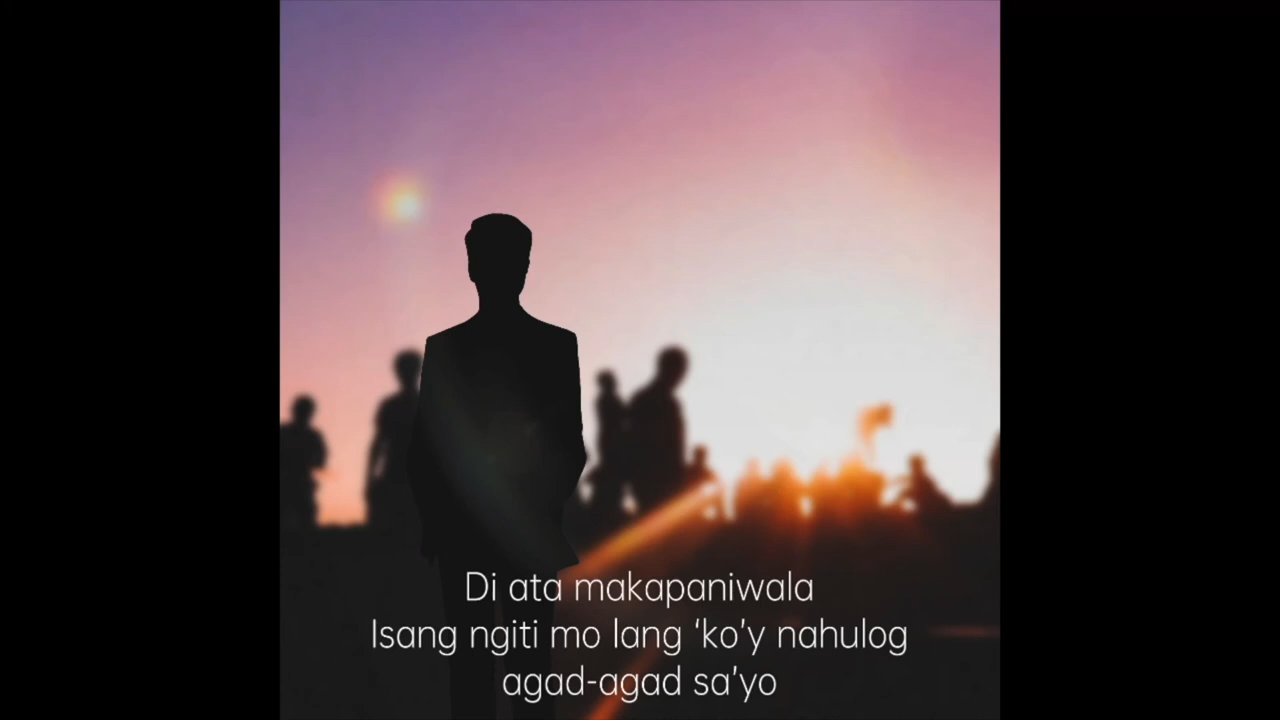 Di ata makapaniwala
Isang ngiti mo lang ‘ko’y nahulog
agad-agad sa’yo